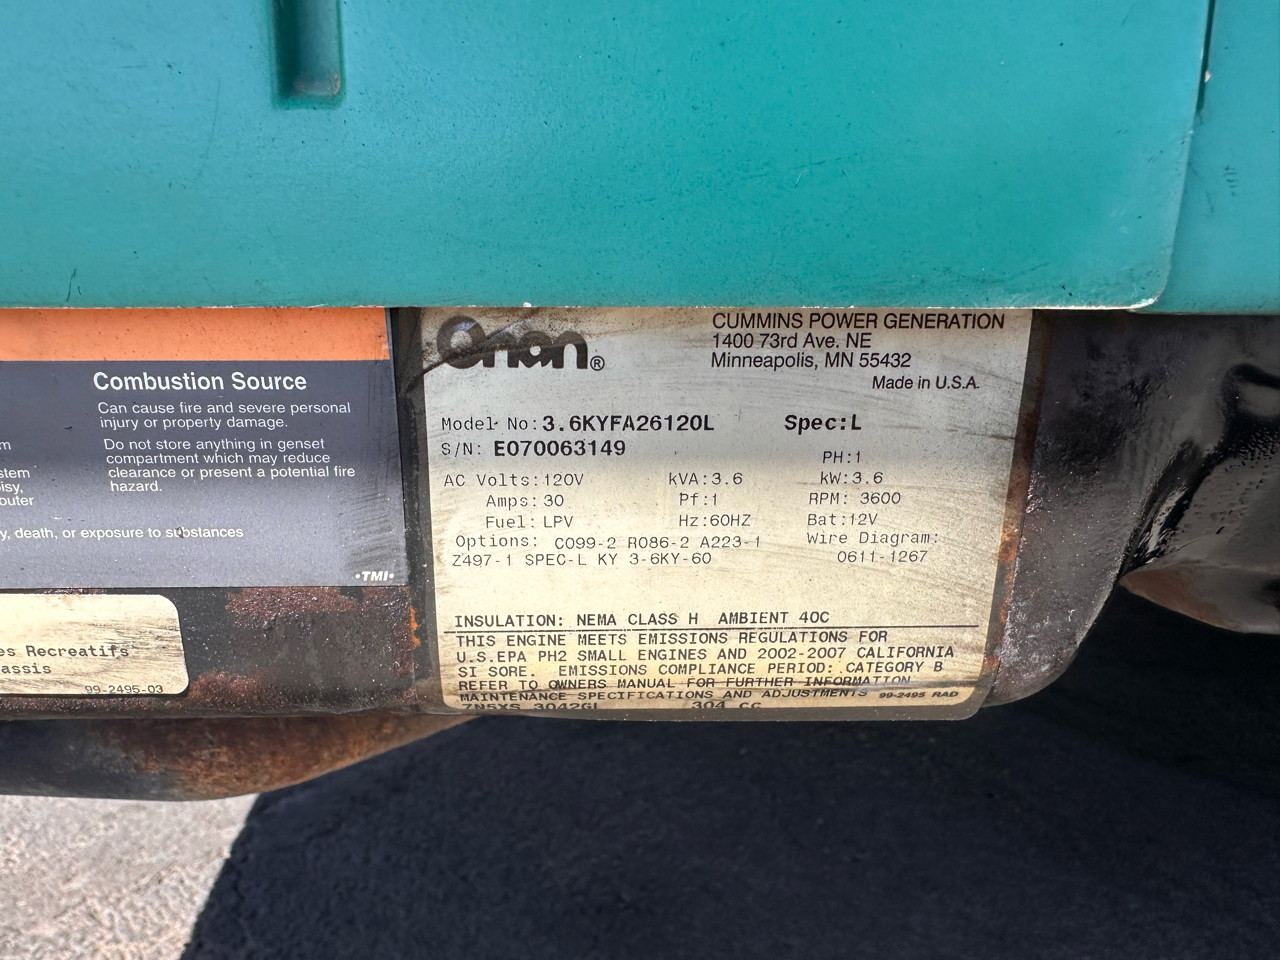 Combustion Source
Can cause fire and severe personal
injury or property damage.
Do not store anything in genset
compartment which may reduce
clearance or present a potential fire
hazard.
outer
y, death, or exposure to substances
•TMI•
es Recreatifs
assis
99-2495-03
Onan®
CUMMINS POWER GENERATION
1400 73rd Ave. NE
Minneapolis, MN 55432
Made in U.S.A.
Model No: 3.6KYFA26120L Spec: L
S/N: E070063149
PH: 1
AC Volts: 120V kVA: 3.6 kW: 3.6
Amps: 30 Pf: 1 RPM: 3600
Fuel: LPV Hz: 60HZ Bat: 12V
Options: C099-2 R086-2 A223-1 Wire Diagram:
Z497-1 SPEC-L KY 3-6KY-60 0611-1267
INSULATION: NEMA CLASS H AMBIENT 40C
THIS ENGINE MEETS EMISSIONS REGULATIONS FOR
U.S.EPA PH2 SMALL ENGINES AND 2002-2007 CALIFORNIA
SI SORE. EMISSIONS COMPLIANCE PERIOD: CATEGORY B
REFER TO OWNERS MANUAL FOR FURTHER INFORMATION
MAINTENANCE SPECIFICATIONS AND ADJUSTMENTS 99-2495 RAD
304 CC